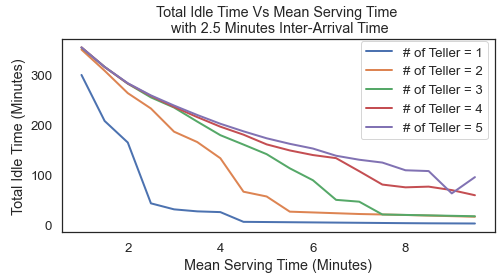 Total Idle Time Vs Mean Serving Time
with 2.5 Minutes Inter-Arrival Time
Total Idle Time (Minutes)
300
200
100
0
# of Teller = 1
# of Teller = 2
# of Teller = 3
# of Teller = 4
# of Teller = 5
2
4
6
8
Mean Serving Time (Minutes)